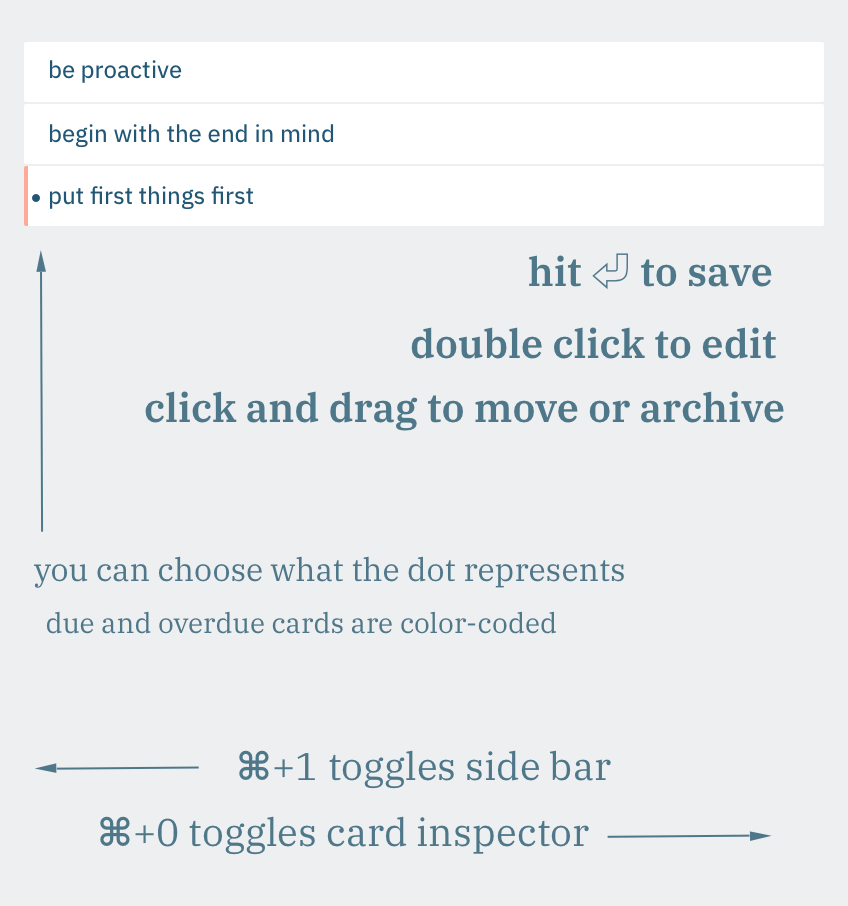 be proactive
begin with the end in mind
• put first things first
hit ⏎ to save
double click to edit
click and drag to move or archive
you can choose what the dot represents
due and overdue cards are color-coded
⌘+1 toggles side bar
⌘+0 toggles card inspector